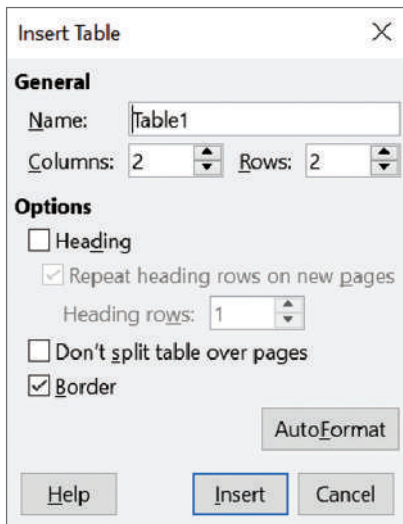 Insert Table
General
Name: Table1
Columns: 2 Rows: 2
Options
Heading
Repeat heading rows on new pages
Heading rows: 1
Don't split table over pages
Border
AutoFormat
Help Insert Cancel